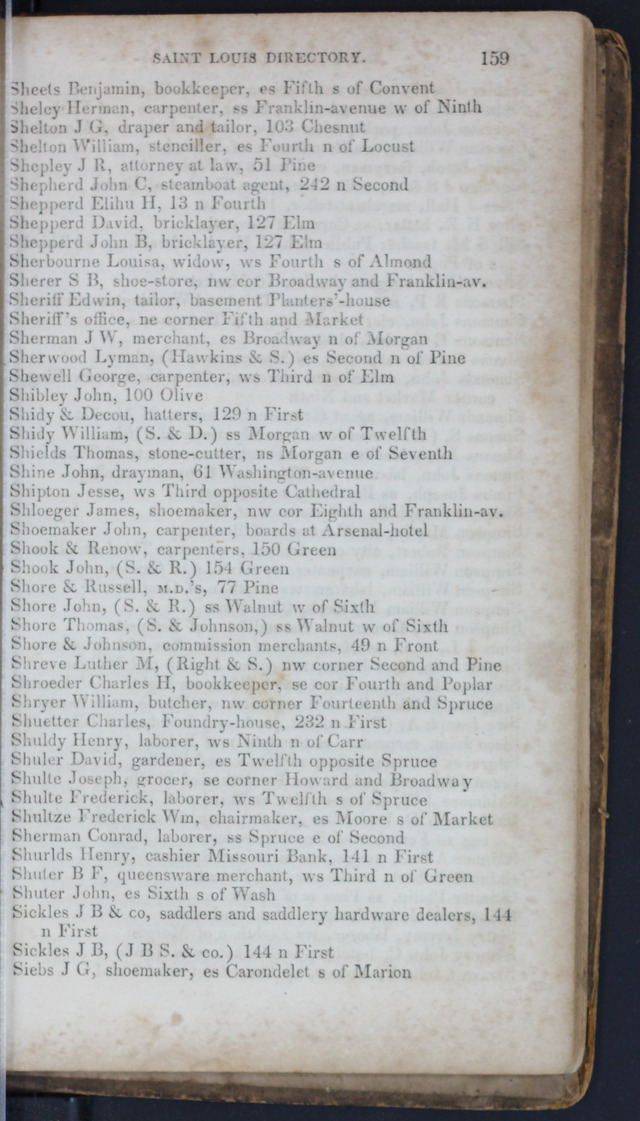 SAINT LOUIS DIRECTORY. 159
Sheets Benjamin, bookkeeper, es Fifth s of Convent
Sheley Herman, carpenter, ss Franklin-avenue w of Ninth
Shelton J G, draper and tailor, 103 Chesnut
Shelton William, stenciller, es Fourth n of Locust
Shepley J R, attorney at law, 51 Pine
Shepherd John C, steamboat agent, 242 n Second
Shepperd Elihu H, 13 n Fourth
Shepperd David, bricklayer, 127 Elm
Shepperd John B, bricklayer, 127 Elm
Sherbourne Louisa, widow, ws Fourth s of Almond
Sherer S B, shoe-store, nw cor Broadway and Franklin-av.
Sheriff Edwin, tailor, basement Planters'-house
Sheriff's office, ne corner Fifth and Market
Sherman J W, merchant, es Broadway n of Morgan
Sherwood Lyman, (Hawkins & S.) es Second n of Pine
Shewell George, carpenter, ws Third n of Elm
Shibley John, 100 Olive
Shidy & Decou, hatters, 129 n First
Shidy William, (S. & D.) ss Morgan w of Twelfth
Shields Thomas, stone-cutter, ns Morgan e of Seventh
Shine John, drayman, 61 Washington-avenue
Shipton Jesse, ws Third opposite Cathedral
Shloeger James, shoemaker, nw cor Eighth and Franklin-av.
Shoemaker John, carpenter, boards at Arsenal-hotel
Shook & Renow, carpenters, 150 Green
Shook John, (S. & R.) 154 Green
Shore & Russell, M.D.'s, 77 Pine
Shore John, (S. & R.) ss Walnut w of Sixth
Shore Thomas, (S. & Johnson,) ss Walnut w of Sixth
Shore & Johnson, commission merchants, 49 n Front
Shreve Luther M, (Right & S.) nw corner Second and Pine
Shroeder Charles H, bookkeeper, se cor Fourth and Poplar
Shryer William, butcher, nw corner Fourteenth and Spruce
Shuetter Charles, Foundry-house, 232 n First
Shuldy Henry, laborer, ws Ninth n of Carr
Shuler David, gardener, es Twelfth opposite Spruce
Shulte Joseph, grocer, se corner Howard and Broadway
Shulte Frederick, laborer, ws Twelfth s of Spruce
Shultze Frederick Wm, chairmaker, es Moore s of Market
Sherman Conrad, laborer, ss Spruce e of Second
Shurlds Henry, cashier Missouri Bank, 141 n First
Shuter B F, queensware merchant, ws Third n of Green
Shuter John, es Sixth s of Wash
Sickles J B & co, saddlers and saddlery hardware dealers, 144
n First
Sickles J B, (J B S. & co.) 144 n First
Siebs J G, shoemaker, es Carondelet s of Marion